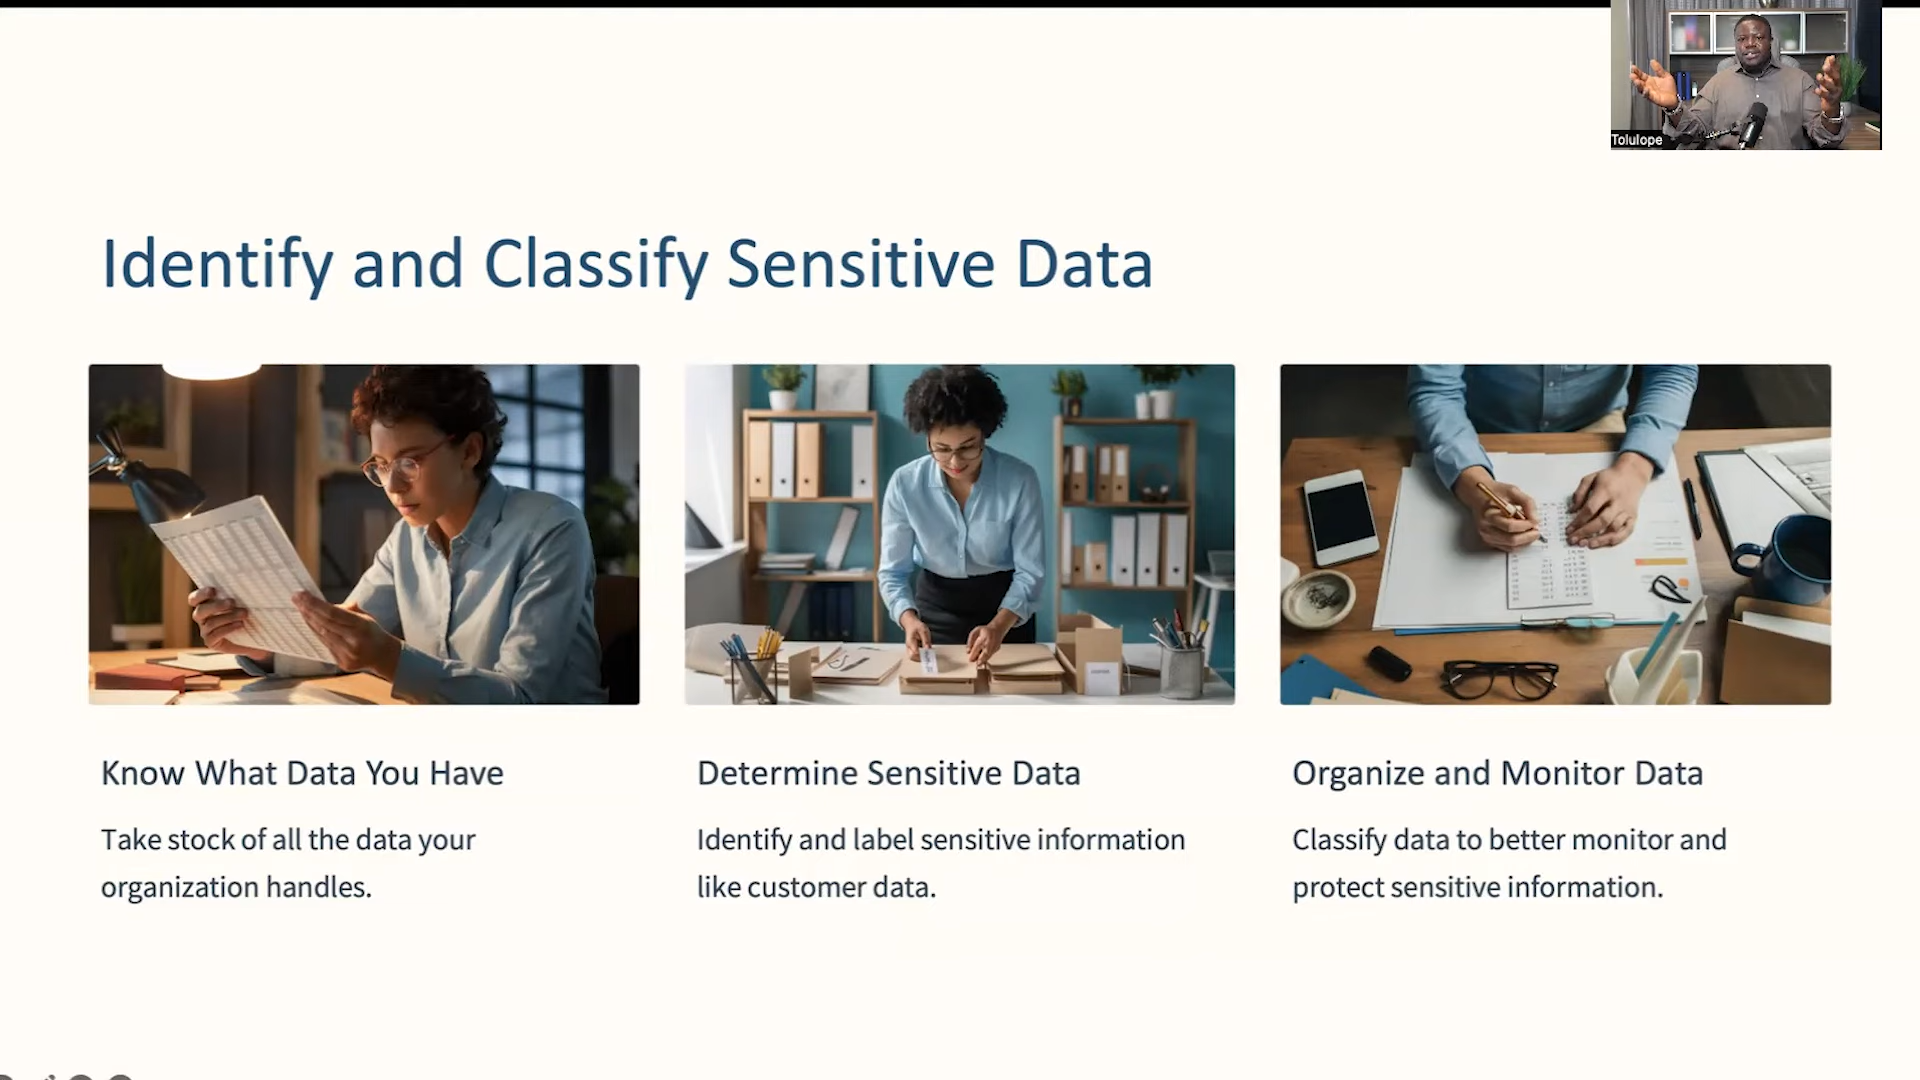 Tolulope
Identify and Classify Sensitive Data
Know What Data You Have
Take stock of all the data your
organization handles.
Determine Sensitive Data
Identify and label sensitive information
like customer data.
Organize and Monitor Data
Classify data to better monitor and
protect sensitive information.